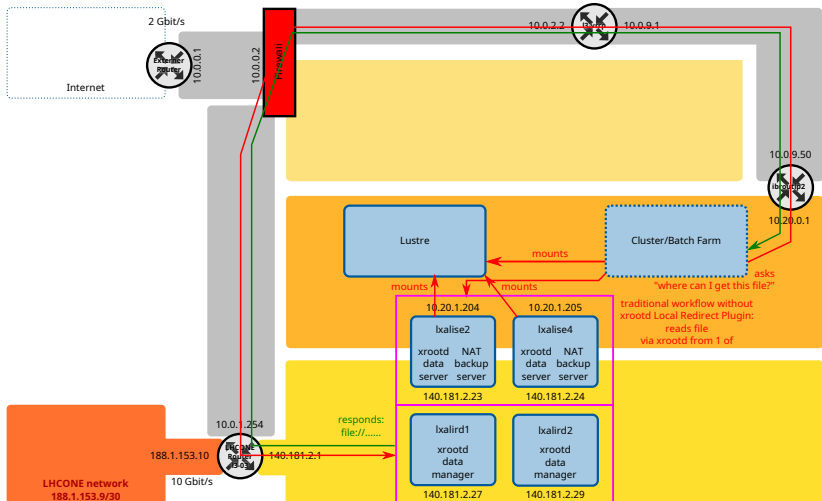 2 Gbit/s
Internet
Externer
Router
10.0.0.1
10.0.0.2
Firewall
10.0.2.2
10.0.9.1
10.0.9.50
10.20.0.1
Lustre
Cluster/Batch Farm
mounts
mounts
mounts
asks
"where can I get this file?"
traditional workflow without
xrootd Local Redirect Plugin:
reads file
via xrootd from 1 of
10.20.1.204
10.20.1.205
lxalise2
xrootd
data
server
NAT
backup
server
lxalise4
xrootd
data
server
NAT
backup
server
140.181.2.23
140.181.2.24
responds:
file://......
lxalird1
xrootd
data
manager
lxalird2
xrootd
data
manager
140.181.2.27
140.181.2.29
10.0.1.254
188.1.153.10
LHCONE
Router
140.181.2.1
10 Gbit/s
LHCONE network
188.1.153.9/30